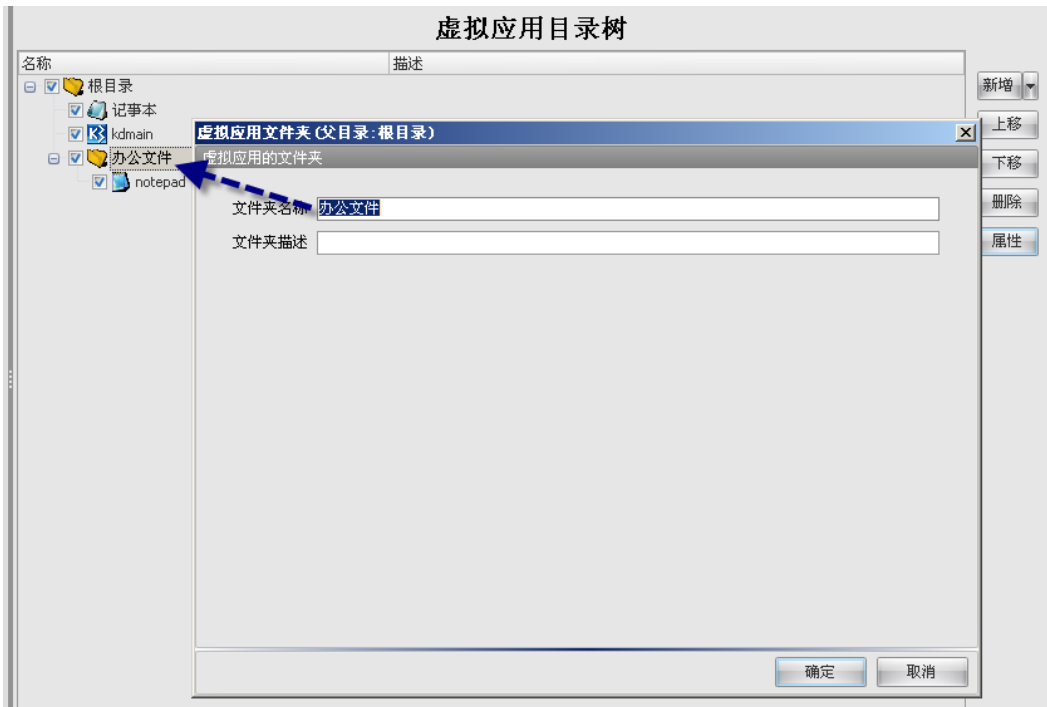 虚拟应用目录树
名称 描述
根目录
新增
记事本
上移
kdmain
虚拟应用文件夹(父目录:根目录)
办公文件
虚拟应用的文件夹
下移
notepad
文件夹名称 办公文件
删除
文件夹描述
属性
确定 取消